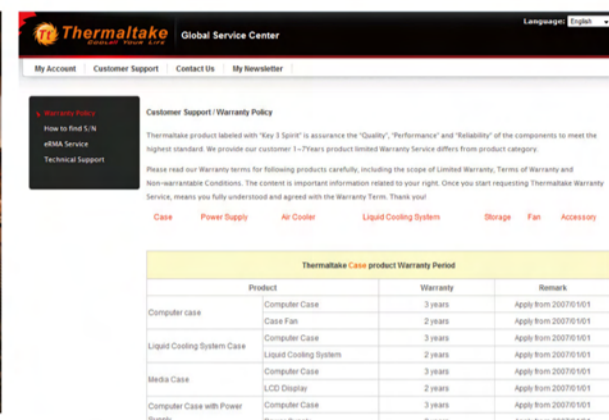 Language: English
Thermaltake Global Service Center
COOLEST YOUR LIFE
My Account Customer Support Contact Us My Newsletter
Warranty Policy
How to find S/N
eRMA Service
Technical Support
Customer Support / Warranty Policy
Thermaltake product labeled with "Key 3 Spirit" is assurance the "Quality", "Performance" and "Reliability" of the components to meet the
highest standard. We provide our customer 1~7Years product limited Warranty Service differs from product category.
Please read our Warranty terms for following products carefully, including the scope of Limited Warranty, Terms of Warranty and
Non-warrantable Conditions. The content is important information related to your right. Once you start requesting Thermaltake Warranty
Service, means you fully understood and agreed with the Warranty Term. Thank you!
Case Power Supply Air Cooler Liquid Cooling System Storage Fan Accessory
Thermaltake Case product Warranty Period
Product Warranty Remark
Computer case Computer Case 3 years Apply from 2007/01/01
Case Fan 2 years Apply from 2007/01/01
Liquid Cooling System Case Computer Case 3 years Apply from 2007/01/01
Liquid Cooling System 2 years Apply from 2007/01/01
Media Case Computer Case 3 years Apply from 2007/01/01
LCD Display 2 years Apply from 2007/01/01
Computer Case with Power Computer Case 3 years Apply from 2007/01/01